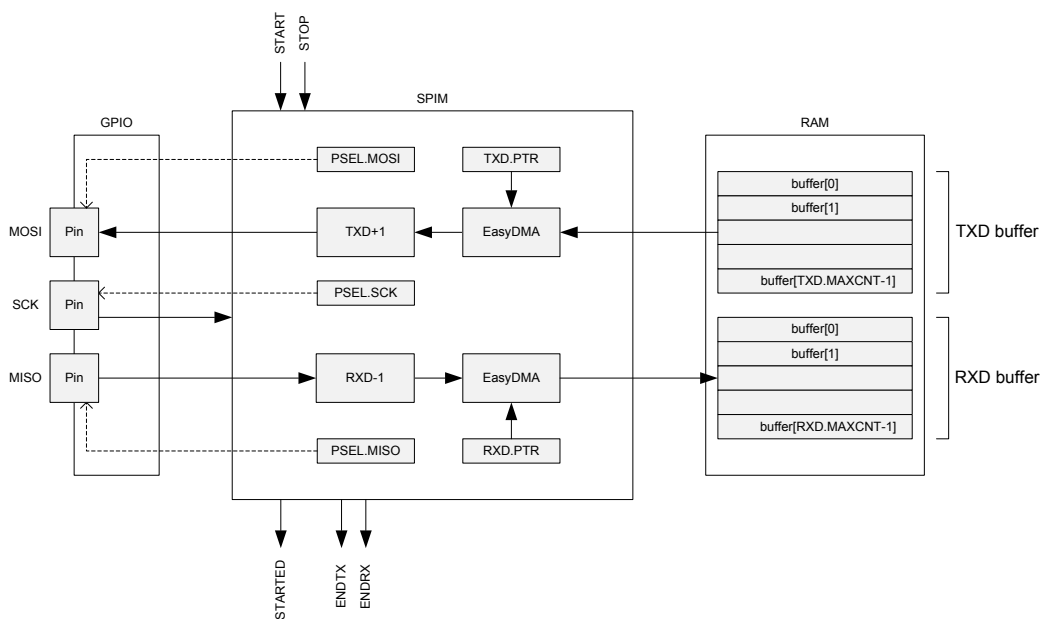 START
STOP
SPIM
GPIO
RAM
PSEL.MOSI
TXD.PTR
buffer[0]
buffer[1]
MOSI
Pin
TXD+1
EasyDMA
TXD buffer
buffer[TXD.MAXCNT-1]
PSEL.SCK
SCK
Pin
buffer[0]
buffer[1]
MISO
Pin
RXD-1
EasyDMA
RXD buffer
buffer[RXD.MAXCNT-1]
PSEL.MISO
RXD.PTR
STARTED
ENDTX
ENDRX